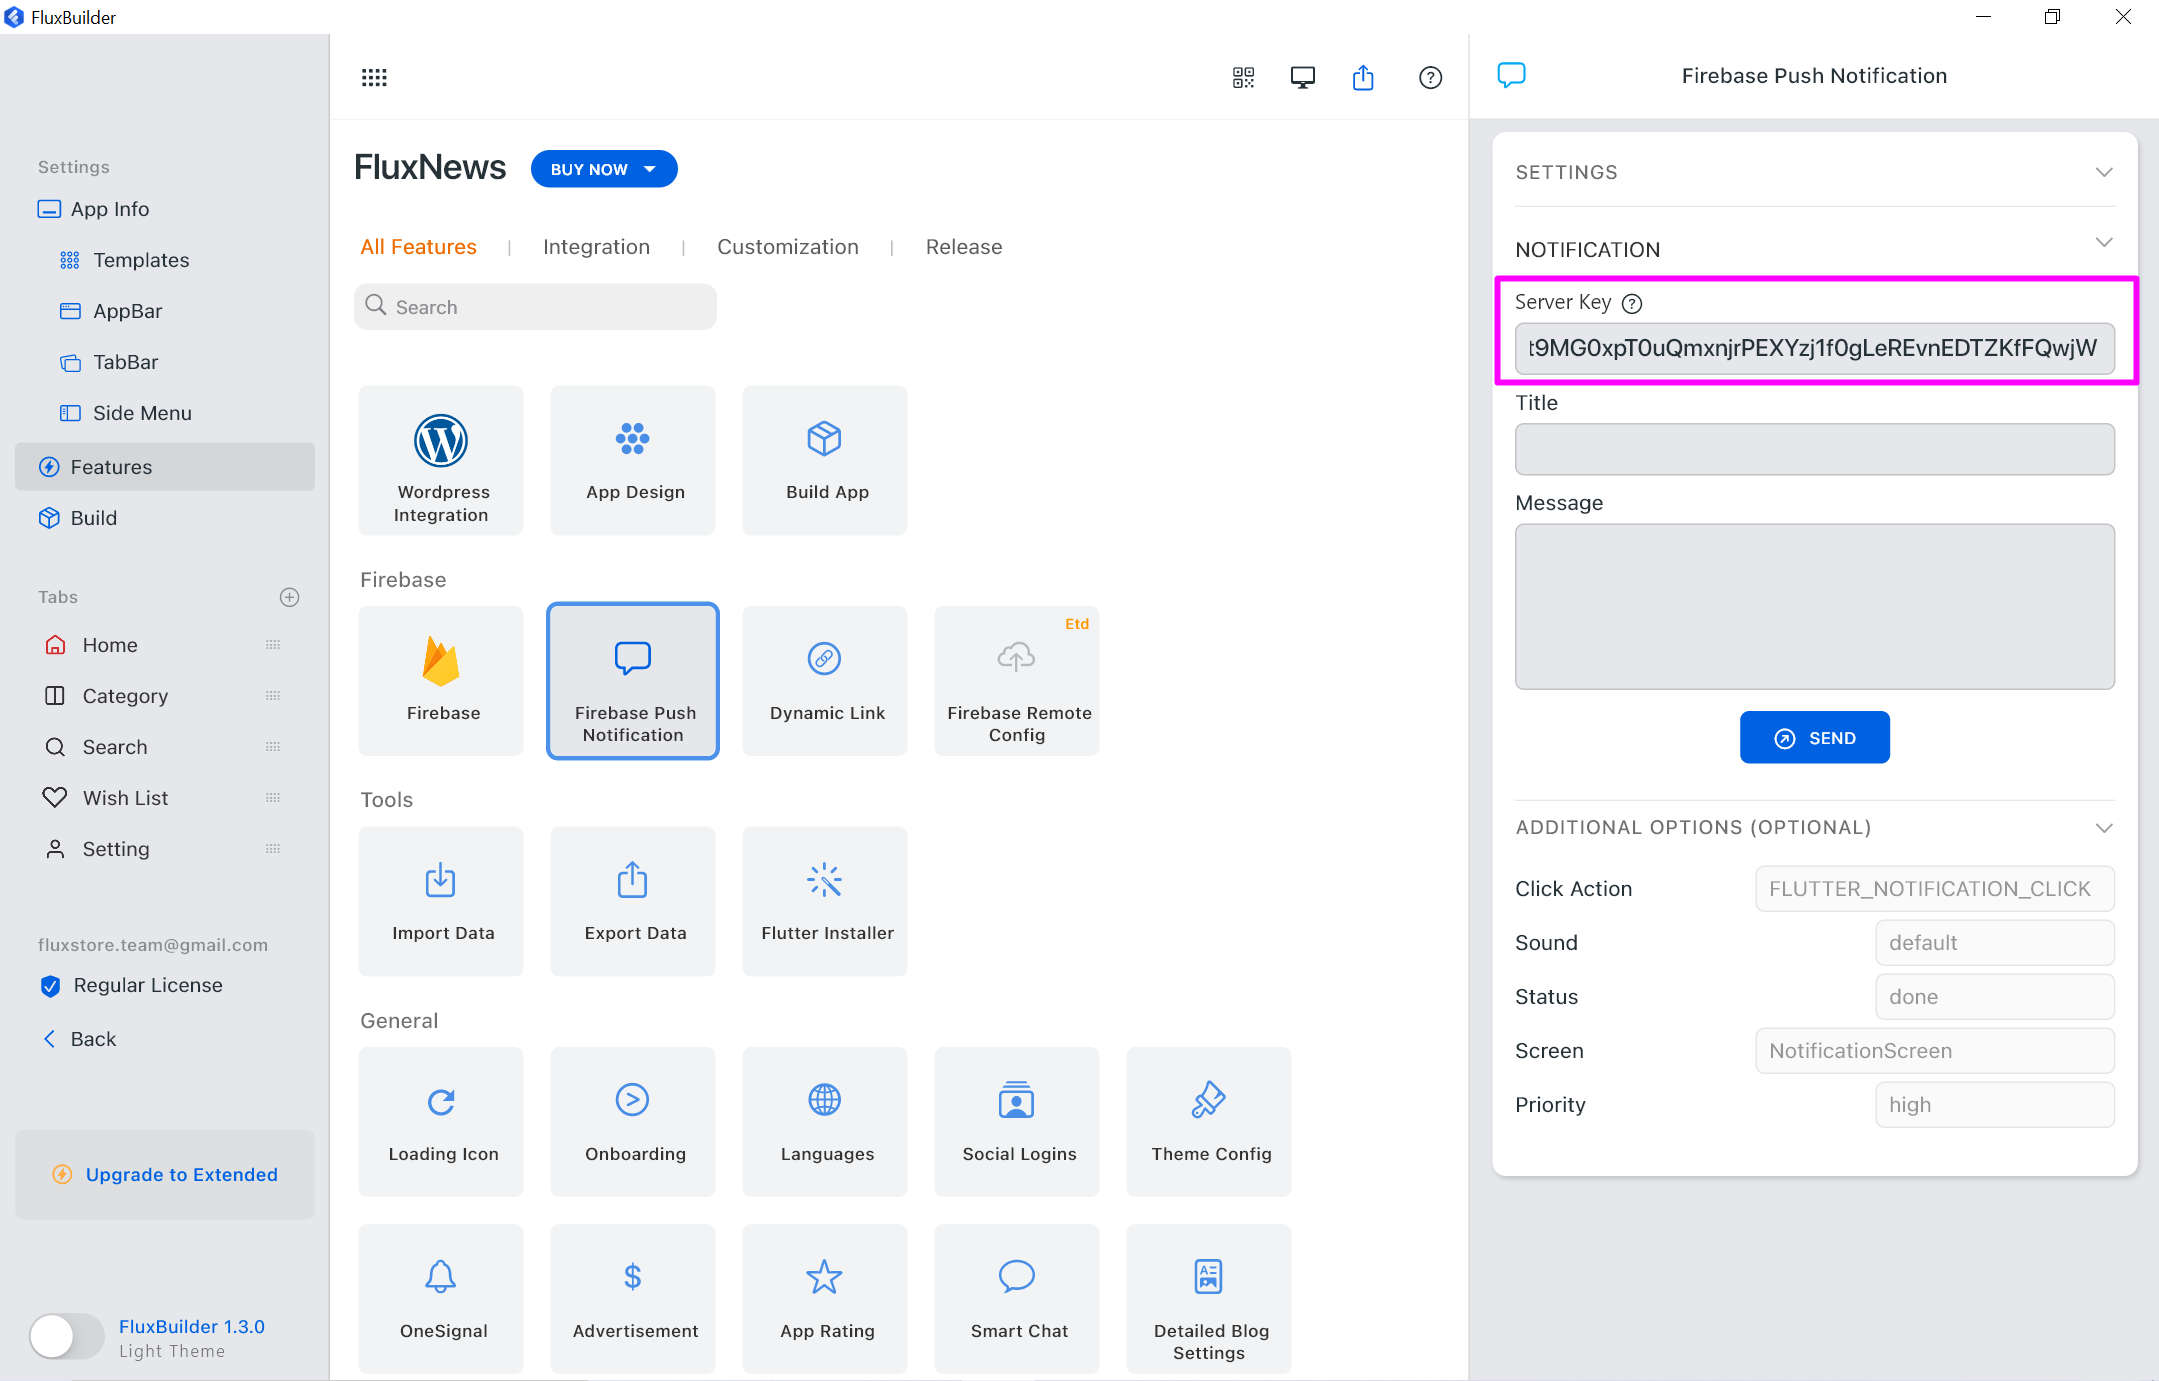 FluxBuilder
Settings
App Info
Templates
AppBar
TabBar
Side Menu
Features
Build
Tabs
Home
Category
Search
Wish List
Setting
fluxstore.team@gmail.com
Regular License
Back
Upgrade to Extended
FluxBuilder 1.3.0
Light Theme
FluxNews
BUY NOW
All Features | Integration | Customization | Release
Search
Wordpress
Integration
App Design
Build App
Firebase
Firebase
Firebase Push
Notification
Dynamic Link
Etd
Firebase Remote
Config
Tools
Import Data
Export Data
Flutter Installer
General
Loading Icon
Onboarding
Languages
Social Logins
Theme Config
OneSignal
Advertisement
App Rating
Smart Chat
Detailed Blog
Settings
Firebase Push Notification
SETTINGS
NOTIFICATION
Server Key
t9MG0xpT0uQmxnjrPEXYzj1f0gLeREvnEDTZKfFQwjW
Title
Message
SEND
ADDITIONAL OPTIONS (OPTIONAL)
Click Action FLUTTER_NOTIFICATION_CLICK
Sound default
Status done
Screen NotificationScreen
Priority high